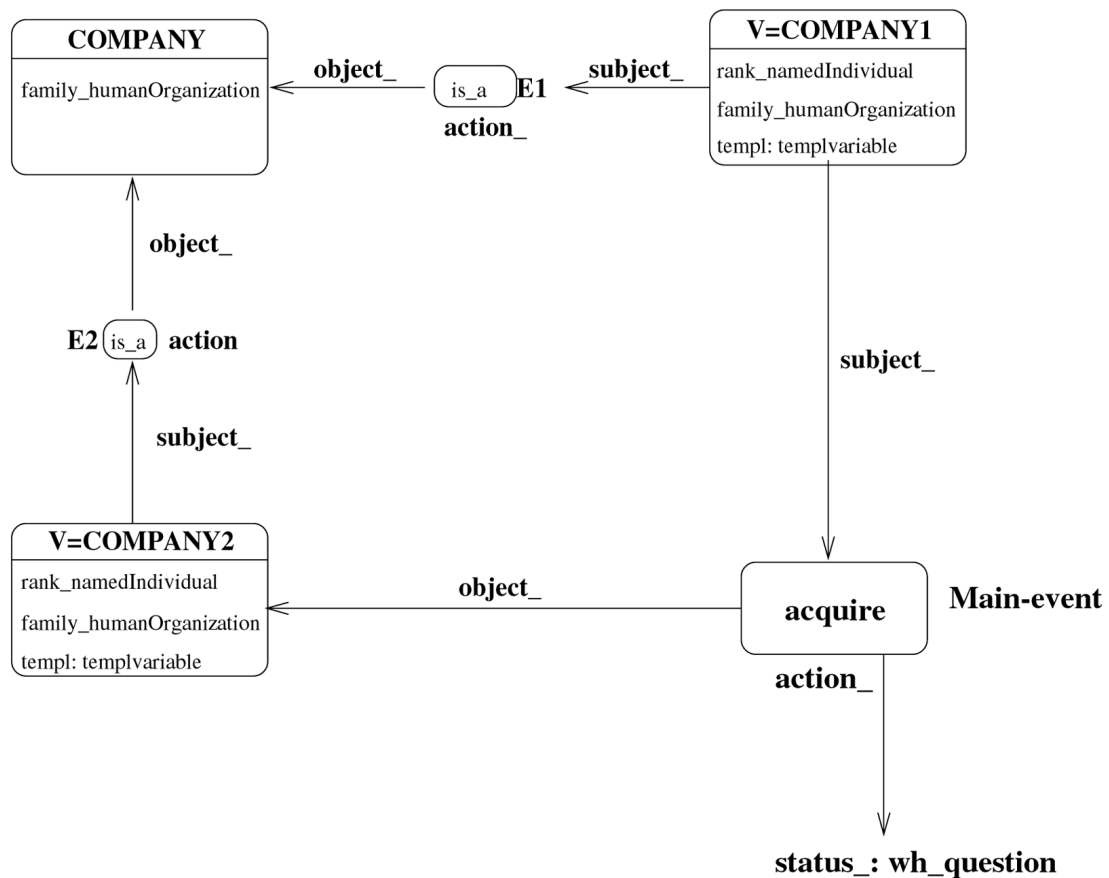 COMPANY
family_humanOrganization
object_
is_a
E1
action_
subject_
V=COMPANY1
rank_namedIndividual
family_humanOrganization
templ: templvariable
object_
E2
is_a
action
subject_
subject_
V=COMPANY2
rank_namedIndividual
family_humanOrganization
templ: templvariable
object_
acquire
Main-event
action_
status_: wh_question